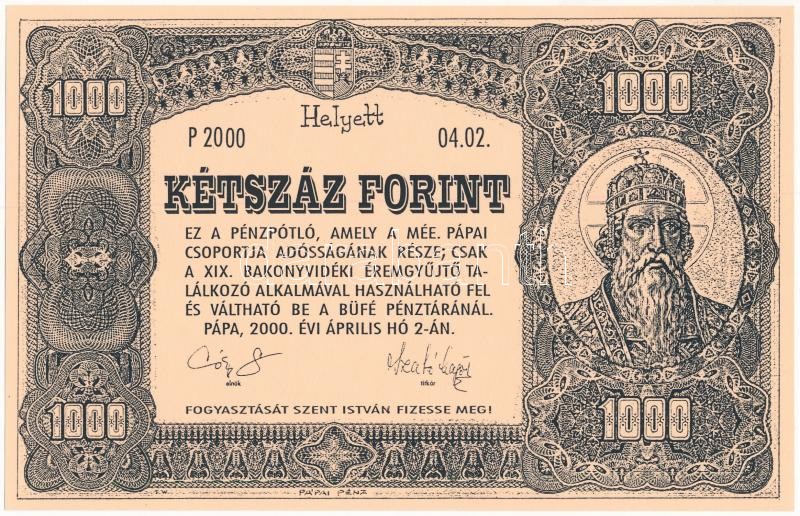 1000 1000
Helyett
P 2000 04.02.
KÉTSZÁZ FORINT
EZ A PÉNZPÓTLÓ, AMELY A MÉE. PÁPAI
CSOPORTJA ADÓSSÁGÁNAK RÉSZE; CSAK
A XIX. BAKONYVIDÉKI ÉREMGYŰJTŐ TA-
LÁLKOZÓ ALKALMÁVAL HASZNÁLHATÓ FEL
ÉS VÁLTHATÓ BE A BÜFÉ PÉNZTÁRÁNÁL.
PÁPA, 2000. ÉVI ÁPRILIS HÓ 2-ÁN.
elnök titkár
FOGYASZTÁSÁT SZENT ISTVÁN FIZESSE MEG!
1000 1000
PÁPAI PÉNZ